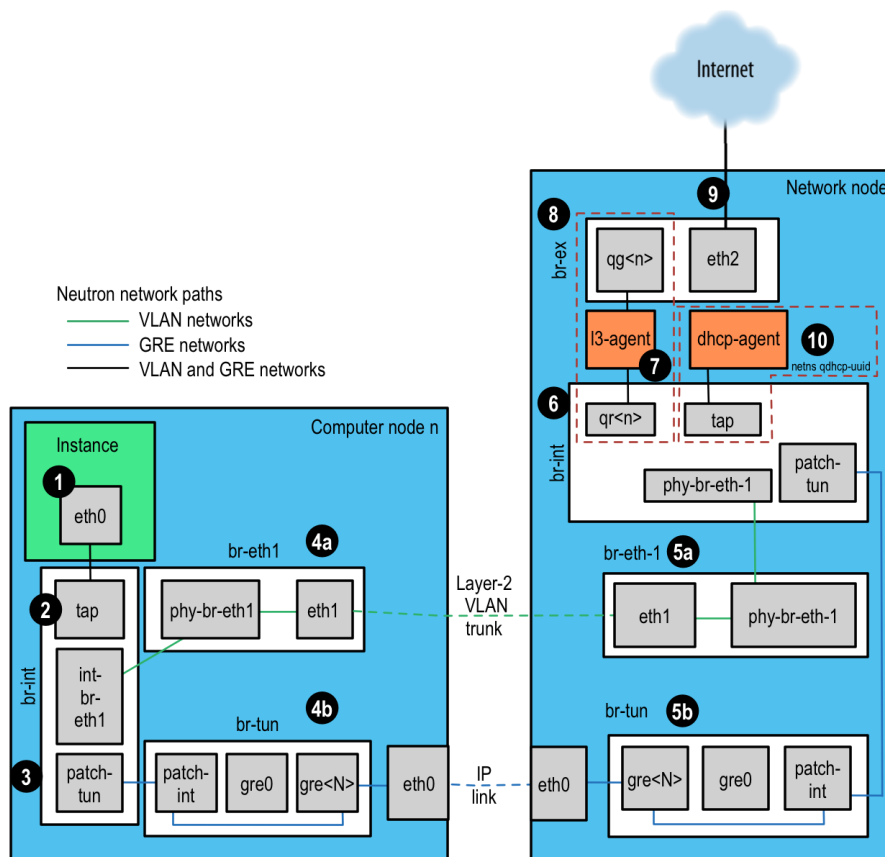 Internet
Network node
9
8
br-ex
qg<n>
eth2
Neutron network paths
VLAN networks
GRE networks
VLAN and GRE networks
l3-agent
dhcp-agent
10
7
netns qdhcp-uuid
6
br-int
qr<n>
tap
patch-
tun
phy-br-eth-1
Computer node n
Instance
1
eth0
br-eth1
4a
2
tap
phy-br-eth1
eth1
br-int
int-
br-
eth1
Layer-2
VLAN
trunk
br-eth-1
5a
eth1
phy-br-eth-1
br-tun
4b
3
patch-
tun
patch-
int
gre0
gre<N>
eth0
IP
link
br-tun
5b
eth0
gre<N>
gre0
patch-
int